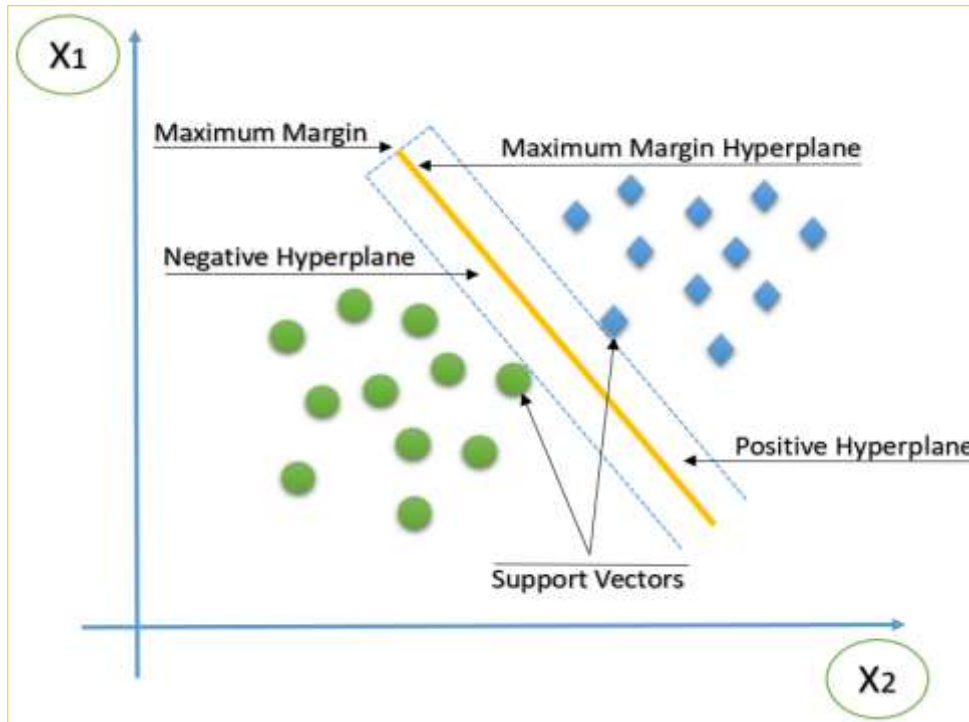 X1
Maximum Margin
Maximum Margin Hyperplane
Negative Hyperplane
Positive Hyperplane
Support Vectors
X2